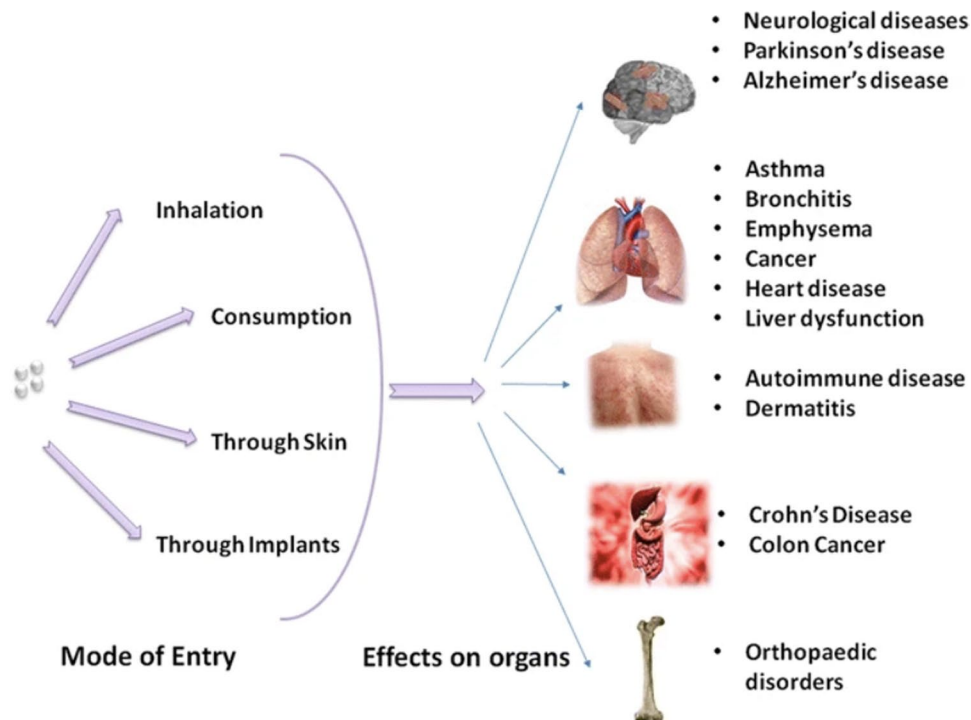 Inhalation
Consumption
Through Skin
Through Implants
Mode of Entry
Effects on organs
• Neurological diseases
• Parkinson's disease
• Alzheimer's disease
• Asthma
• Bronchitis
• Emphysema
• Cancer
• Heart disease
• Liver dysfunction
• Autoimmune disease
• Dermatitis
• Crohn's Disease
• Colon Cancer
• Orthopaedic
disorders